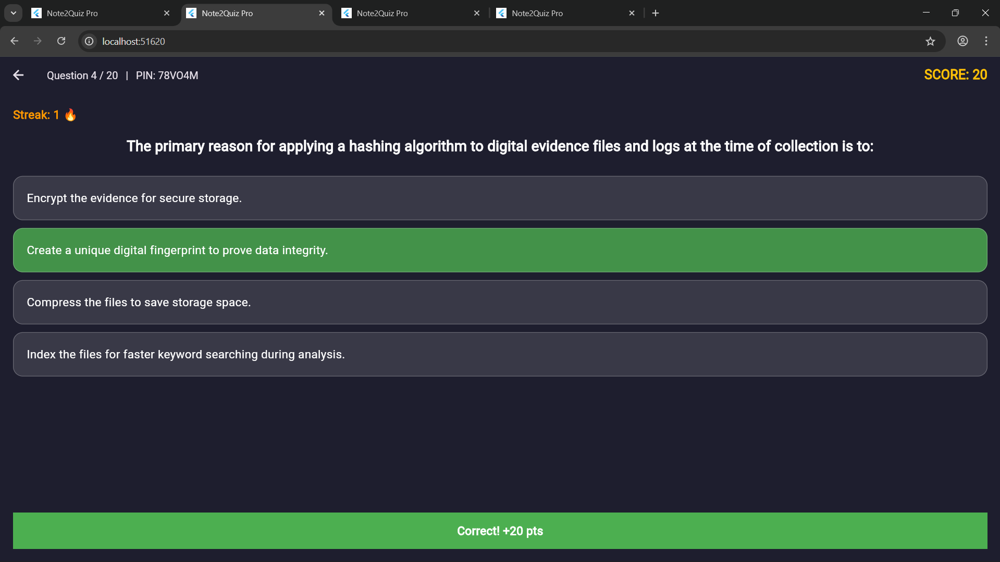 Note2Quiz Pro
Note2Quiz Pro
Note2Quiz Pro
Note2Quiz Pro
localhost:51620
Question 4 / 20 | PIN: 78VO4M
SCORE: 20
Streak: 1 🔥
The primary reason for applying a hashing algorithm to digital evidence files and logs at the time of collection is to:
Encrypt the evidence for secure storage.
Create a unique digital fingerprint to prove data integrity.
Compress the files to save storage space.
Index the files for faster keyword searching during analysis.
Correct! +20 pts